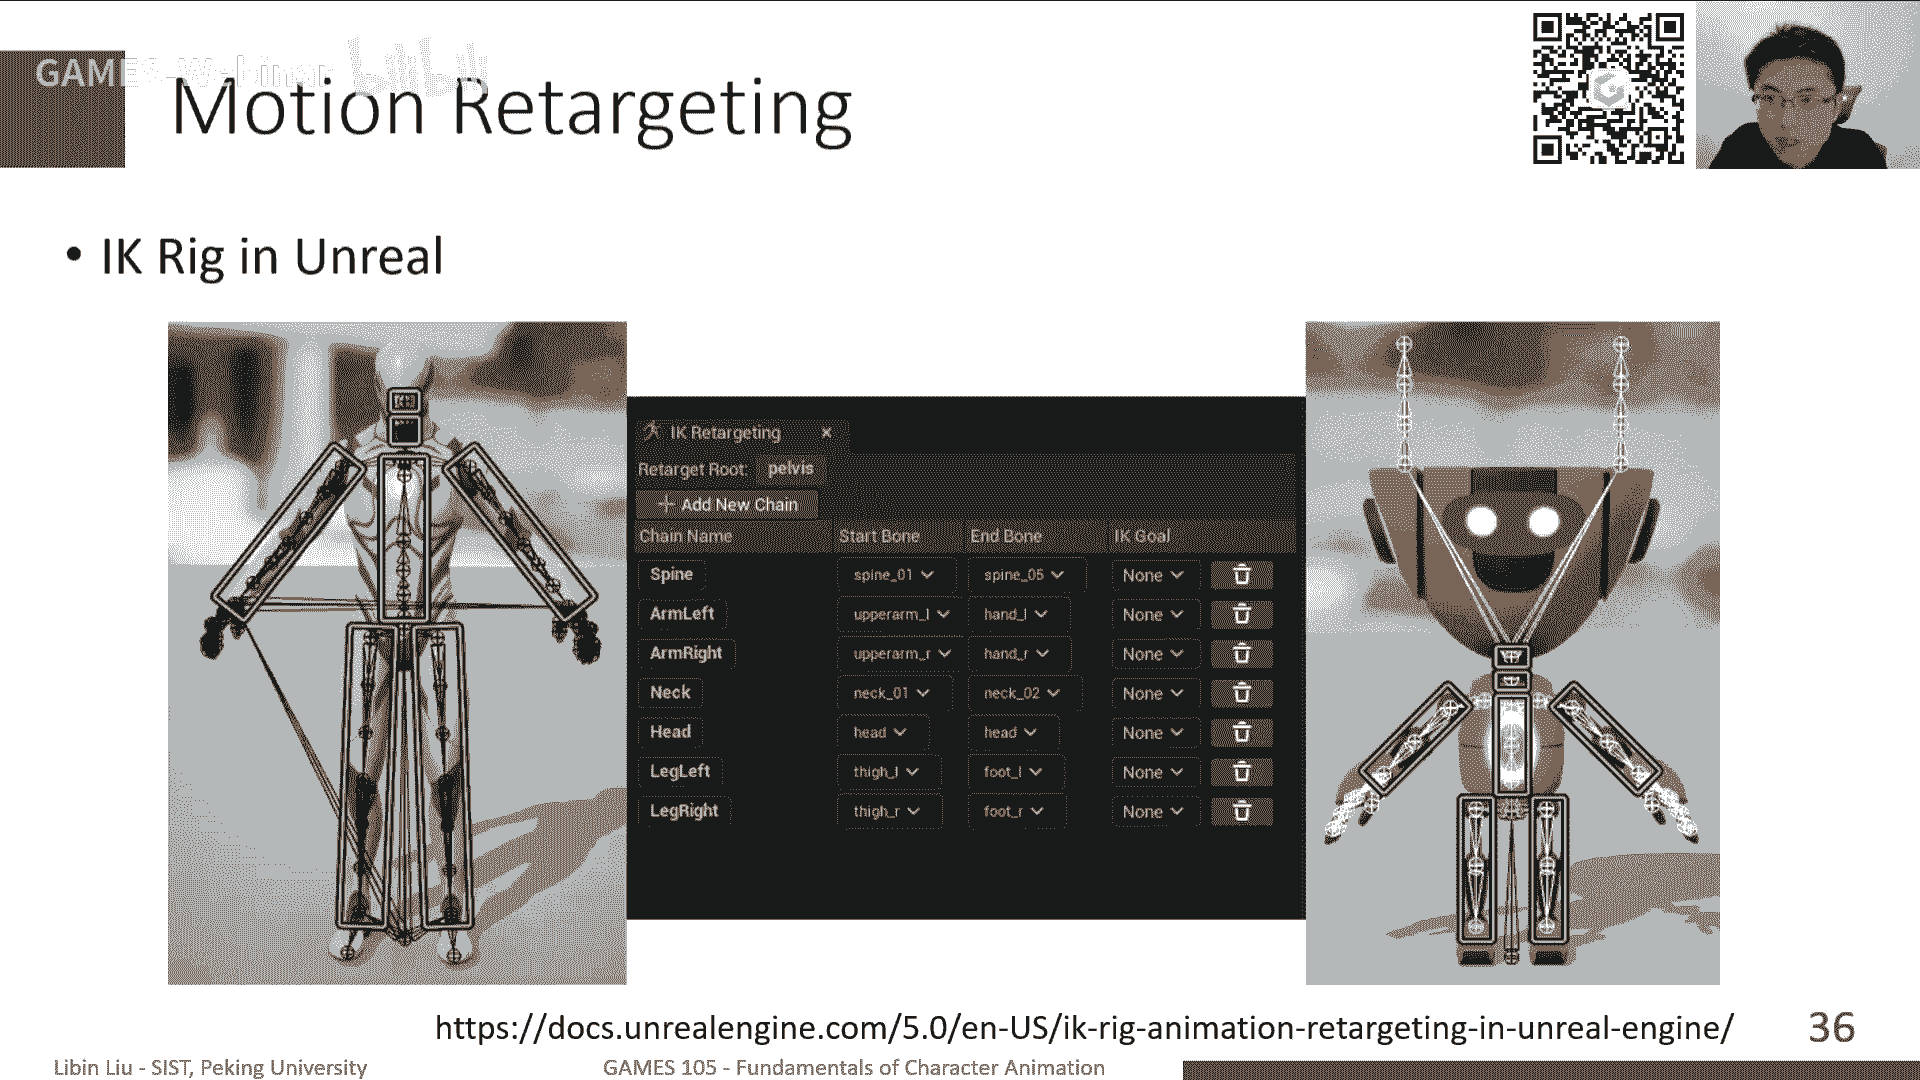 GAMES-Webinar bilibili
Motion Retargeting
• IK Rig in Unreal
IK Retargeting ×
Retarget Root: pelvis
+ Add New Chain
Chain Name Start Bone End Bone IK Goal
Spine spine_01 spine_05 None
ArmLeft upperarm_l hand_l None
ArmRight upperarm_r hand_r None
Neck neck_01 neck_02 None
Head head head None
LegLeft thigh_l foot_l None
LegRight thigh_r foot_r None
https://docs.unrealengine.com/5.0/en-US/ik-rig-animation-retargeting-in-unreal-engine/
36
Libin Liu - SIST, Peking University
GAMES 105 - Fundamentals of Character Animation